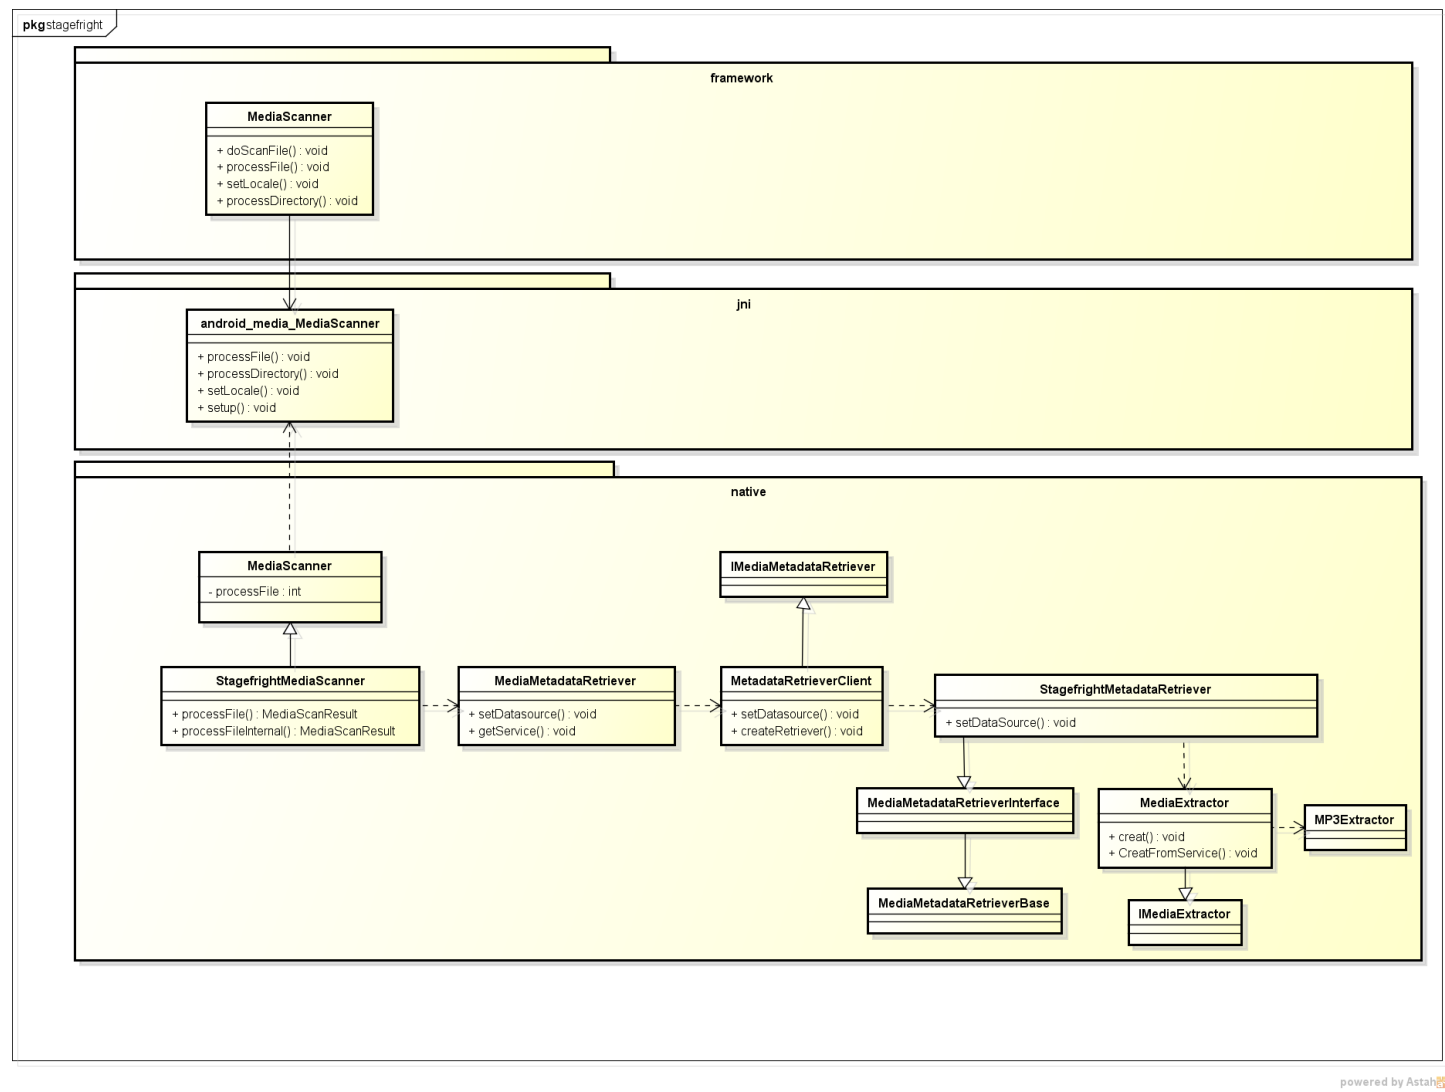 pkg stagefright
framework
MediaScanner
+ doScanFile() : void
+ processFile() : void
+ setLocale() : void
+ processDirectory() : void
jni
android_media_MediaScanner
+ processFile() : void
+ processDirectory() : void
+ setLocale() : void
+ setup() : void
native
MediaScanner
- processFile : int
IMediaMetadataRetriever
StagefrightMediaScanner
+ processFile() : MediaScanResult
+ processFileInternal() : MediaScanResult
MediaMetadataRetriever
+ setDatasource() : void
+ getService() : void
MetadataRetrieverClient
+ setDatasource() : void
+ createRetriever() : void
StagefrightMetadataRetriever
+ setDataSource() : void
MediaMetadataRetrieverInterface
MediaExtractor
+ creat() : void
+ CreatFromService() : void
MP3Extractor
MediaMetadataRetrieverBase
IMediaExtractor
powered by Astah